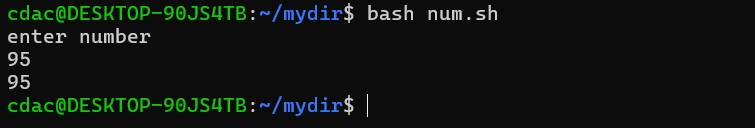 cdac@DESKTOP-90JS4TB:~/mydir$ bash num.sh
enter number
95
95
cdac@DESKTOP-90JS4TB:~/mydir$